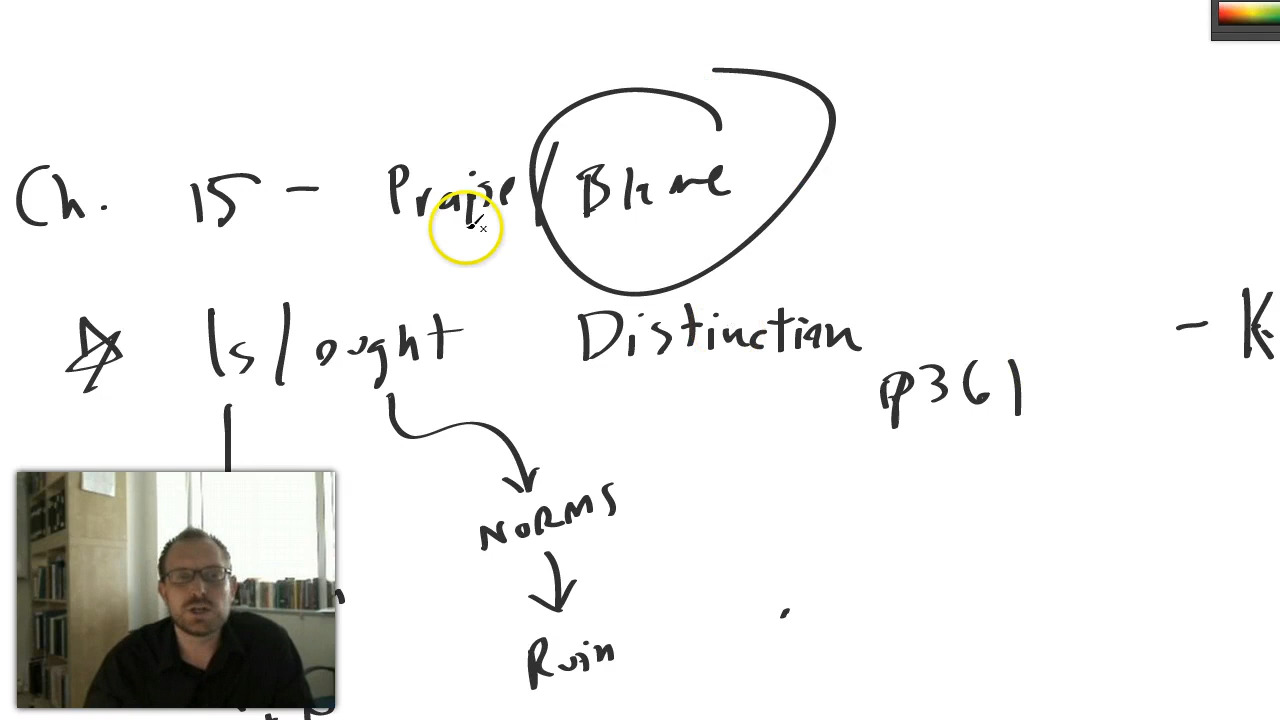 Ch. 15 - Praise/Blame
Is/ought Distinction
- K
p361
NORMS
Ruin